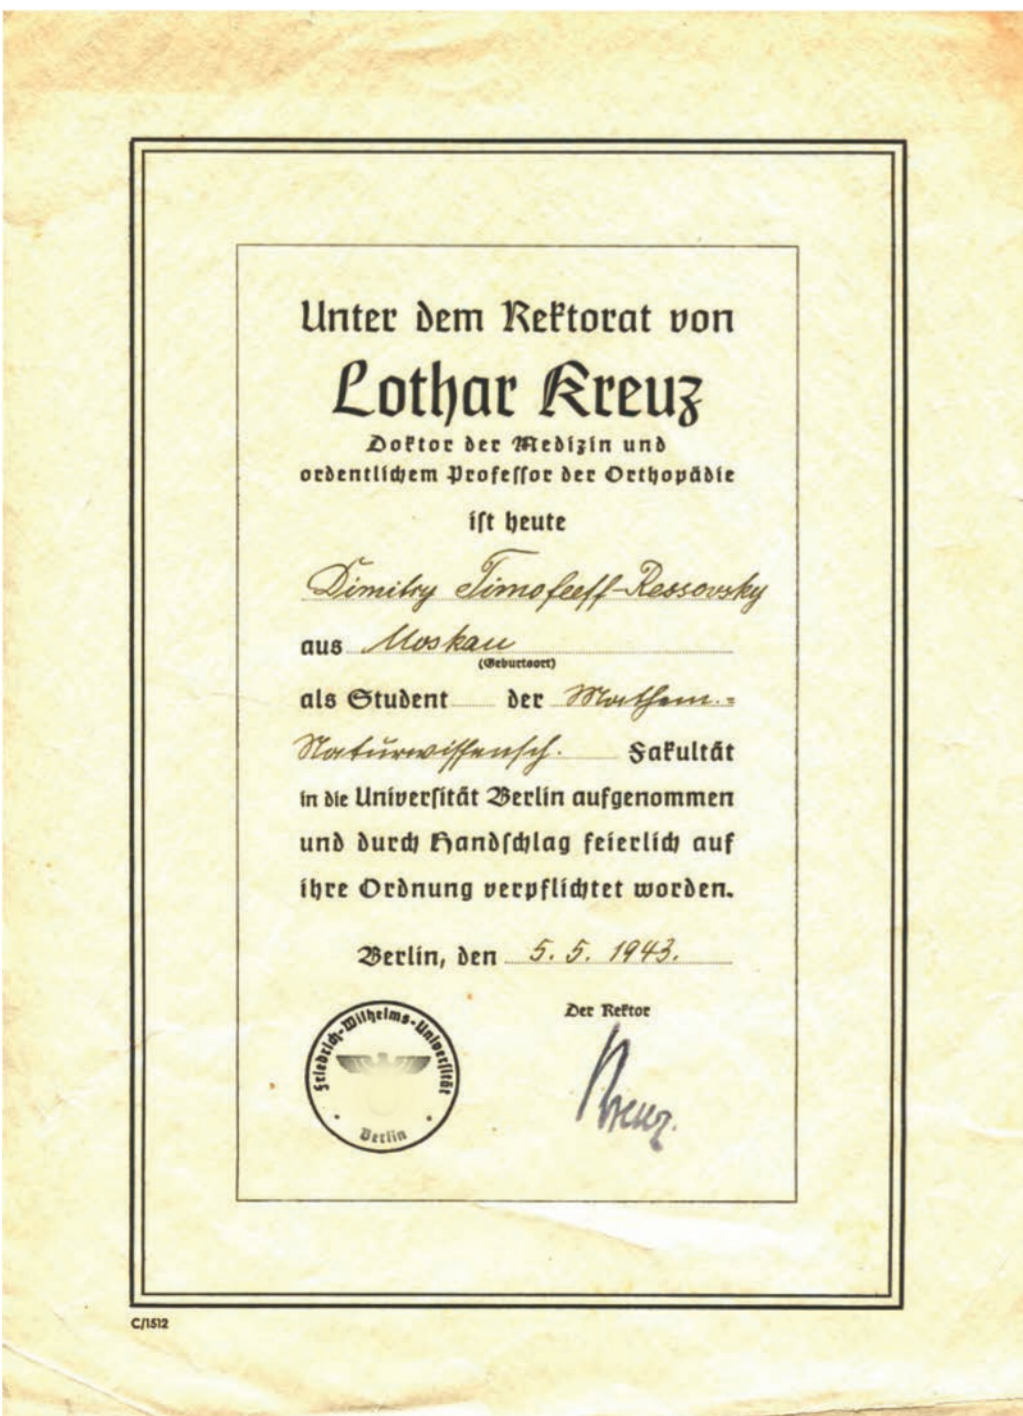 Unter dem Rektorat von
Lothar Kreuz
Doktor der Medizin und
ordentlichem Professor der Orthopädie
ist heute
Dimitry Timofeeff-Ressovsky
aus Moskau
(Geburtsort)
als Student der Mathem.-
Naturwissensch. Fakultät
in die Universität Berlin aufgenommen
und durch Handschlag feierlich auf
ihre Ordnung verpflichtet worden.
Berlin, den 5. 5. 1943.
Der Rektor
Friedrich-Wilhelms-Universität
Berlin
Kreuz.
C/1512